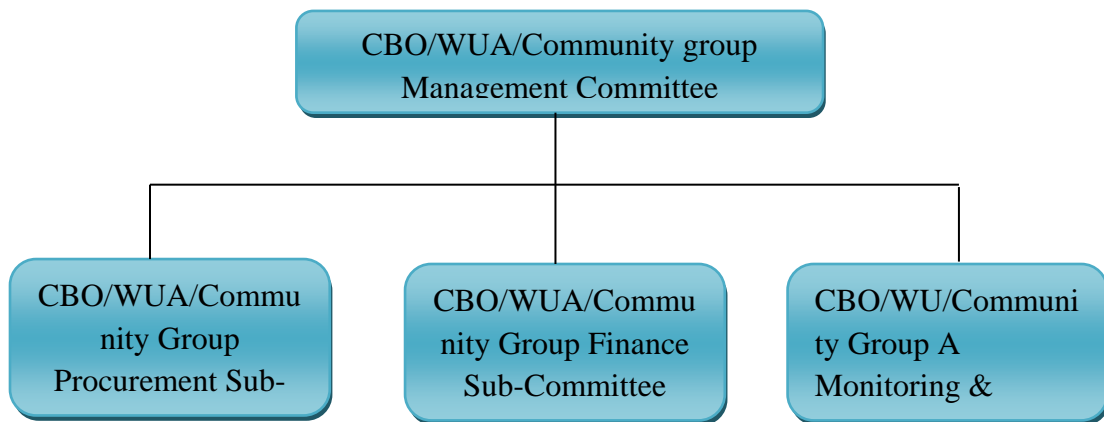 CBO/WUA/Community group
Management Committee
CBO/WUA/Commu
nity Group
Procurement Sub-
CBO/WUA/Commu
nity Group Finance
Sub-Committee
CBO/WU/Communi
ty Group A
Monitoring &